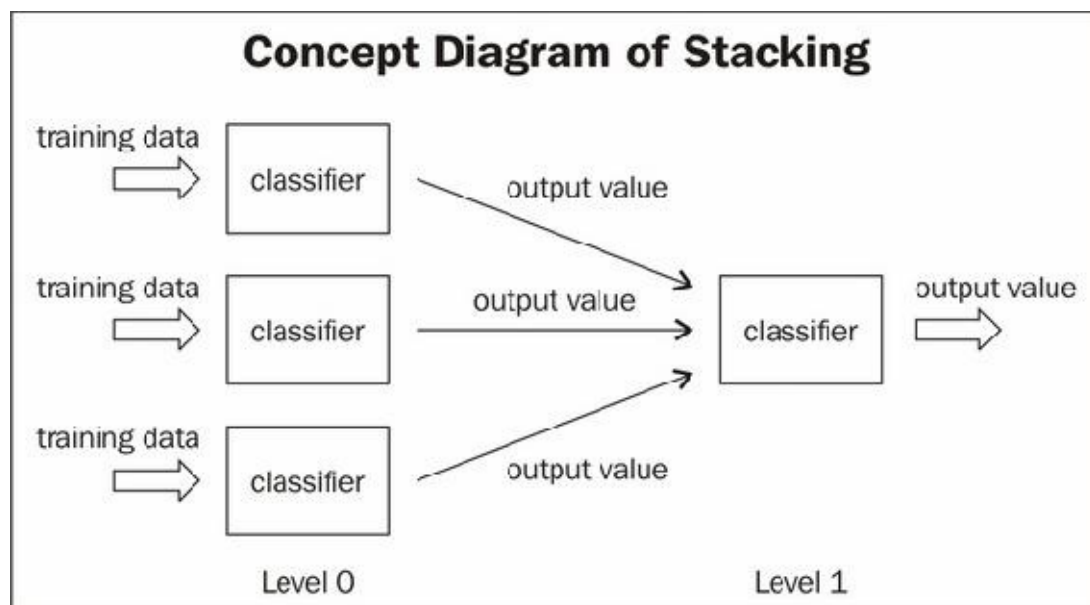 Concept Diagram of Stacking
training data
classifier
output value
training data
classifier
output value
classifier
output value
training data
classifier
output value
Level 0
Level 1